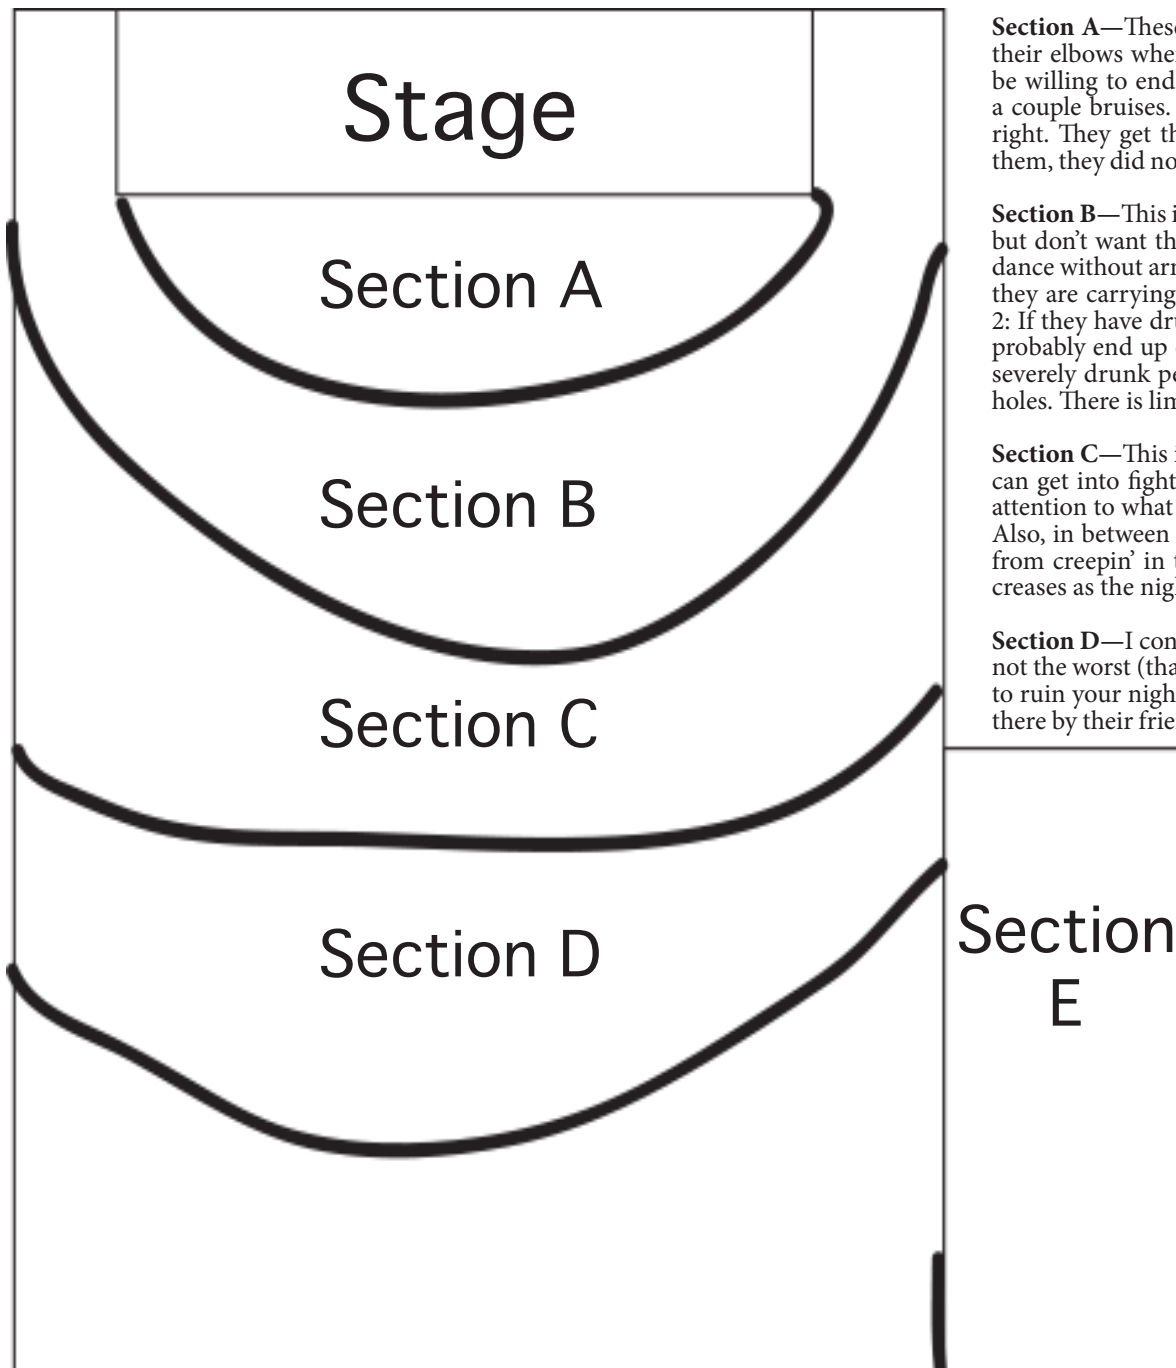 Stage
Section A
Section B
Section C
Section D
Section
E
Section A—These
their elbows whe
be willing to end
a couple bruises.
right. They get th
them, they did no
Section B—This i
but don’t want th
dance without ar
they are carrying
2: If they have dr
probably end up
severely drunk pe
holes. There is li
Section C—This i
can get into fight
attention to what
Also, in between
from creepin’ in
creases as the nig
Section D—I con
not the worst (tha
to ruin your nigh
there by their frie